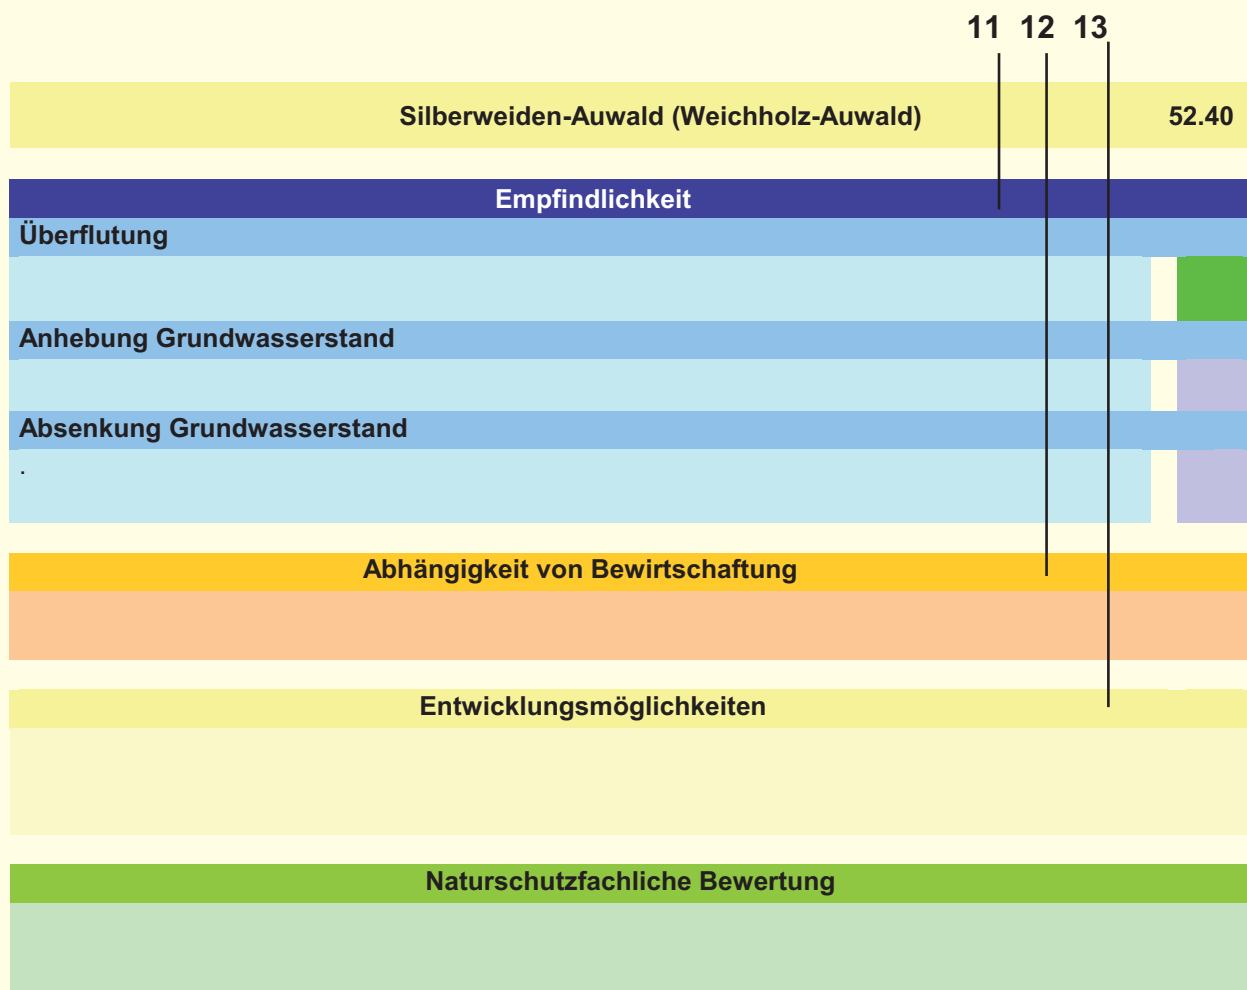 11 12 13
Silberweiden-Auwald (Weichholz-Auwald) 52.40
Empfindlichkeit
Überflutung
Anhebung Grundwasserstand
Absenkung Grundwasserstand
.
Abhängigkeit von Bewirtschaftung
Entwicklungsmöglichkeiten
Naturschutzfachliche Bewertung